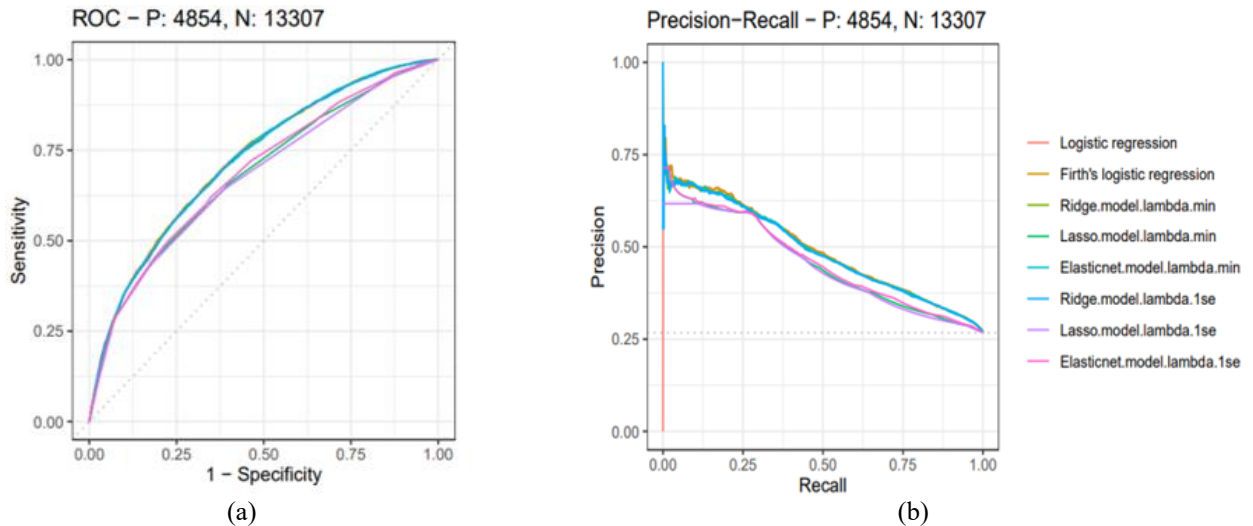 ROC – P: 4854, N: 13307
1.00
0.75
0.50
0.25
0.00
Sensitivity
0.00 0.25 0.50 0.75 1.00
1 – Specificity
(a)
Precision–Recall – P: 4854, N: 13307
1.00
0.75
0.50
0.25
0.00
Precision
0.00 0.25 0.50 0.75 1.00
Recall
(b)
Logistic regression
Firth's logistic regression
Ridge.model.lambda.min
Lasso.model.lambda.min
Elasticnet.model.lambda.min
Ridge.model.lambda.1se
Lasso.model.lambda.1se
Elasticnet.model.lambda.1se